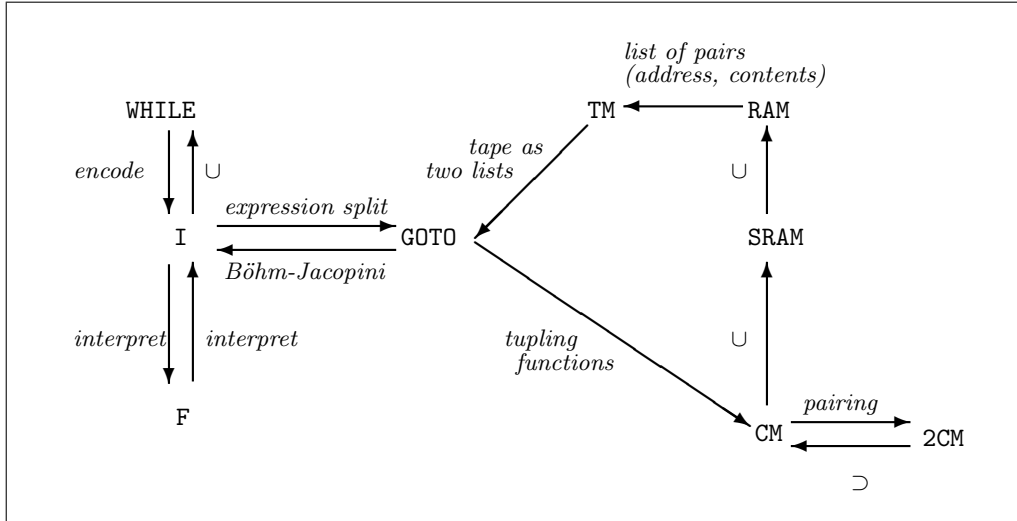 list of pairs
(address, contents)
WHILE
TM
RAM
encode
∪
tape as
two lists
∪
expression split
I
GOTO
SRAM
Böhm-Jacopini
interpret
interpret
tupling
functions
∪
F
pairing
CM
2CM
⊃